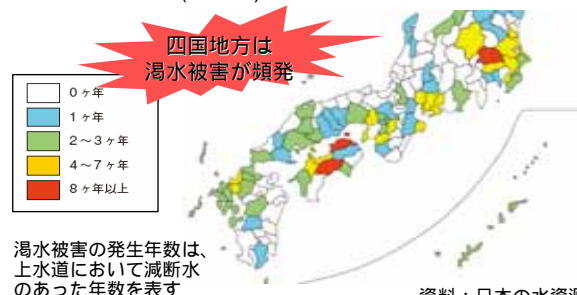 四国地方は
渇水被害が頻発
０ヶ年
１ヶ年
２～３ヶ年
４～７ヶ年
８ヶ年以上
渇水被害の発生年数は、
上水道において減断水
のあった年数を表す
資料：日本の水資源